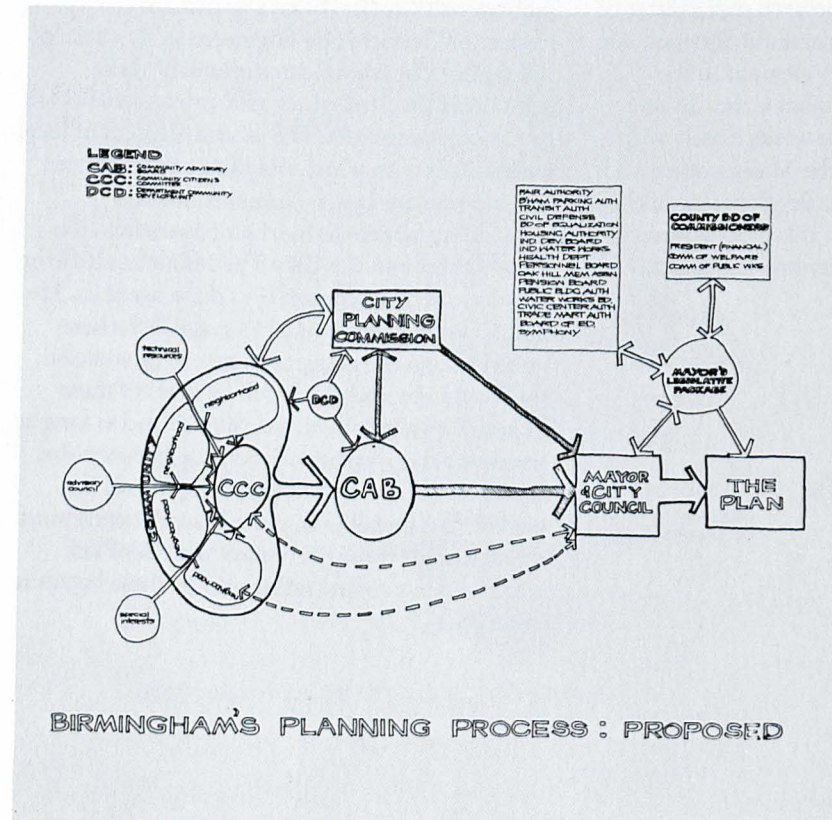 LEGEND
CAB: COMMUNITY ADVISORY BOARD
CCC: COMMUNITY CITIZENS COMMITTEE
DCD: DEPARTMENT COMMUNITY DEVELOPMENT
FAIR AUTHORITY
B'HAM PARKING AUTH
TRANSIT AUTH
CIVIL DEFENSE
BD OF EQUALIZATION
HOUSING AUTHORITY
IND DEV. BOARD
IND WATER WORKS
HEALTH DEPT
PERSONNEL BOARD
OAK HILL MEM ASSN
PENSION BOARD
PUBLIC BLDG AUTH
WATER WORKS BD.
CIVIC CENTER AUTH
TRADE MART AUTH
BOARD OF ED.
SYMPHONY
COUNTY BD OF
COMMISSIONERS
PRESIDENT (FINANCIAL)
COMM OF WELFARE
COMM OF PUBLIC WKS
CITY
PLANNING
COMMISSION
MAYOR'S
LEGISLATIVE
PACKAGE
technical
resources
neighborhood
DCD
neighborhood
COMMUNITY
advisory
council
CCC
CAB
MAYOR
& CITY
COUNCIL
THE
PLAN
neighborhood
neighborhood
special
interests
BIRMINGHAM'S PLANNING PROCESS : PROPOSED